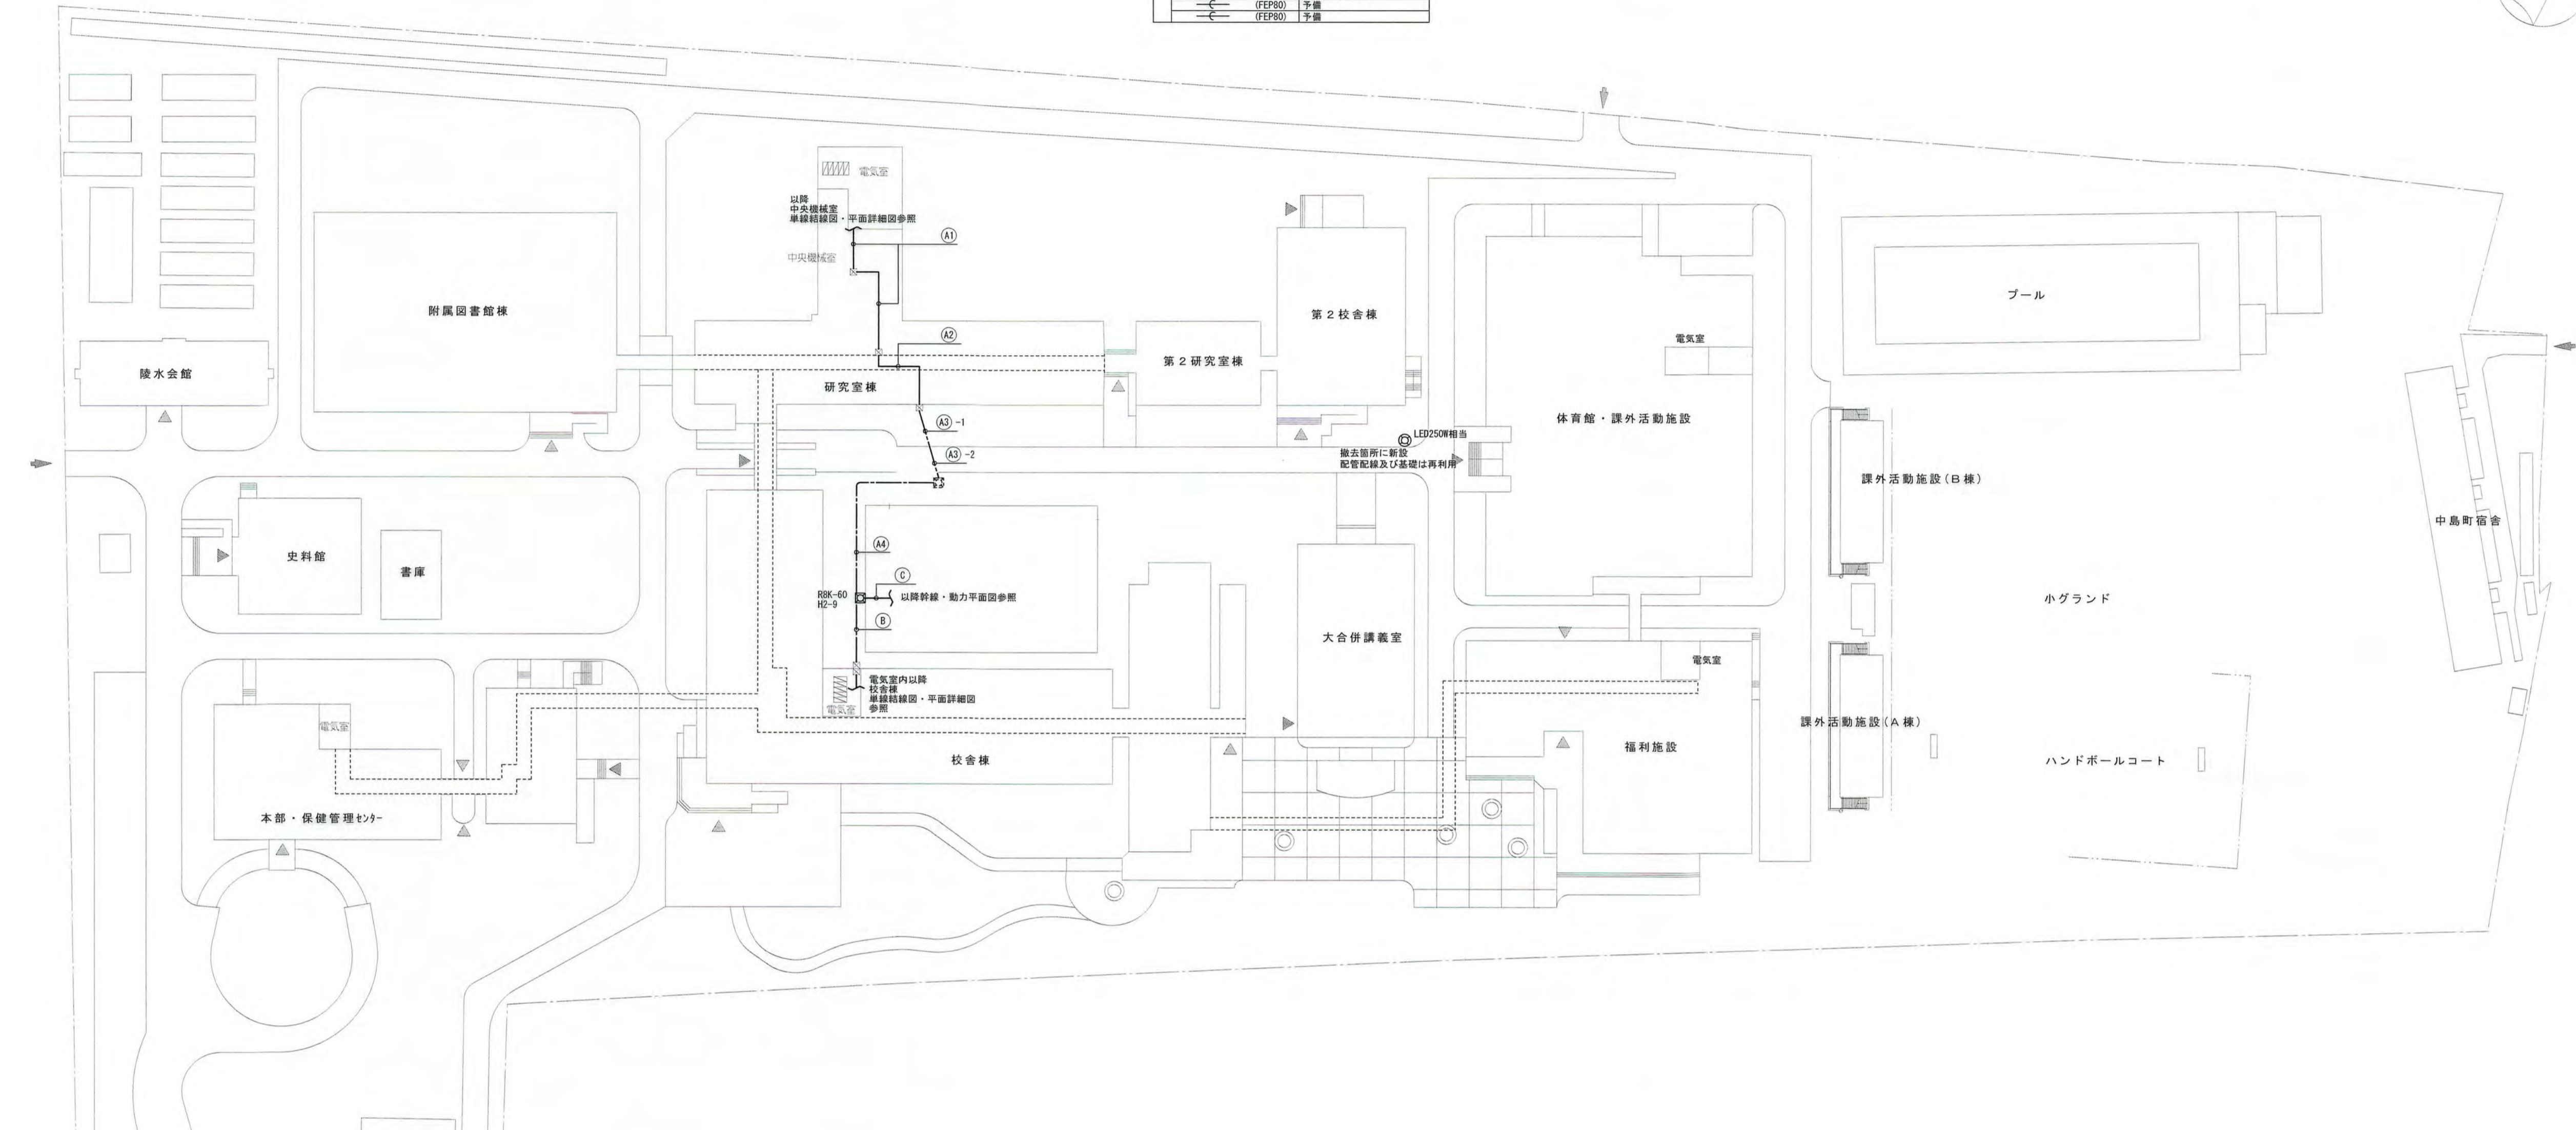 (FEP80) 予備
(FEP80) 予備
電気室
以降
中央機械室
単線結線図・平面詳細図参照
A1
中央機械室
附属図書館棟
プール
第2校舎棟
A2
電気室
第2研究室棟
陵水会館
研究室棟
体育館・課外活動施設
A3 -1
LED250W相当
撤去箇所に新設
配管配線及び基礎は再利用
A3 -2
課外活動施設(B棟)
中島町宿舎
A4
史料館
書庫
C
R8K-60
H2-9
以降幹線・動力平面図参照
小グランド
B
大合併講義室
電気室
電気室内以降
校舎棟
単線結線図・平面詳細図
参照
電気室
電気室
課外活動施設(A棟)
福利施設
校舎棟
ハンドボールコート
本部・保健管理センター